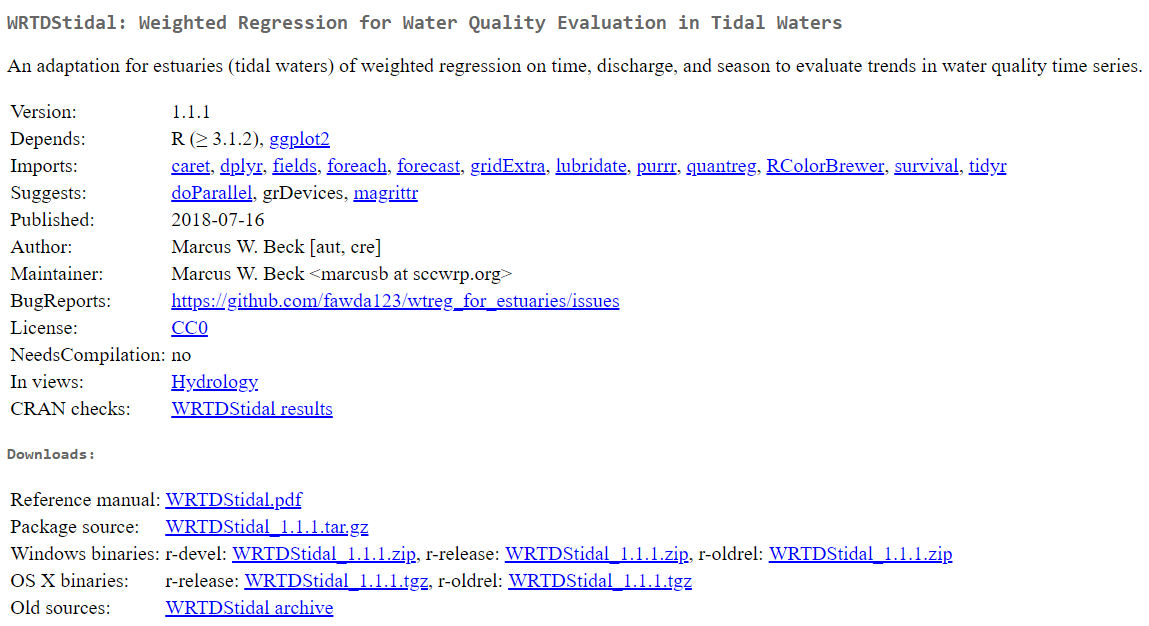 WRTDStidal: Weighted Regression for Water Quality Evaluation in Tidal Waters
An adaptation for estuaries (tidal waters) of weighted regression on time, discharge, and season to evaluate trends in water quality time series.
Version: 1.1.1
Depends: R (≥ 3.1.2), ggplot2
Imports: caret, dplyr, fields, foreach, forecast, gridExtra, lubridate, purrr, quantreg, RColorBrewer, survival, tidyr
Suggests: doParallel, grDevices, magrittr
Published: 2018-07-16
Author: Marcus W. Beck [aut, cre]
Maintainer: Marcus W. Beck <marcusb at sccwrp.org>
BugReports: https://github.com/fawda123/wtreg_for_estuaries/issues
License: CC0
NeedsCompilation: no
In views: Hydrology
CRAN checks: WRTDStidal results
Downloads:
Reference manual: WRTDStidal.pdf
Package source: WRTDStidal_1.1.1.tar.gz
Windows binaries: r-devel: WRTDStidal_1.1.1.zip, r-release: WRTDStidal_1.1.1.zip, r-oldrel: WRTDStidal_1.1.1.zip
OS X binaries: r-release: WRTDStidal_1.1.1.tgz, r-oldrel: WRTDStidal_1.1.1.tgz
Old sources: WRTDStidal archive